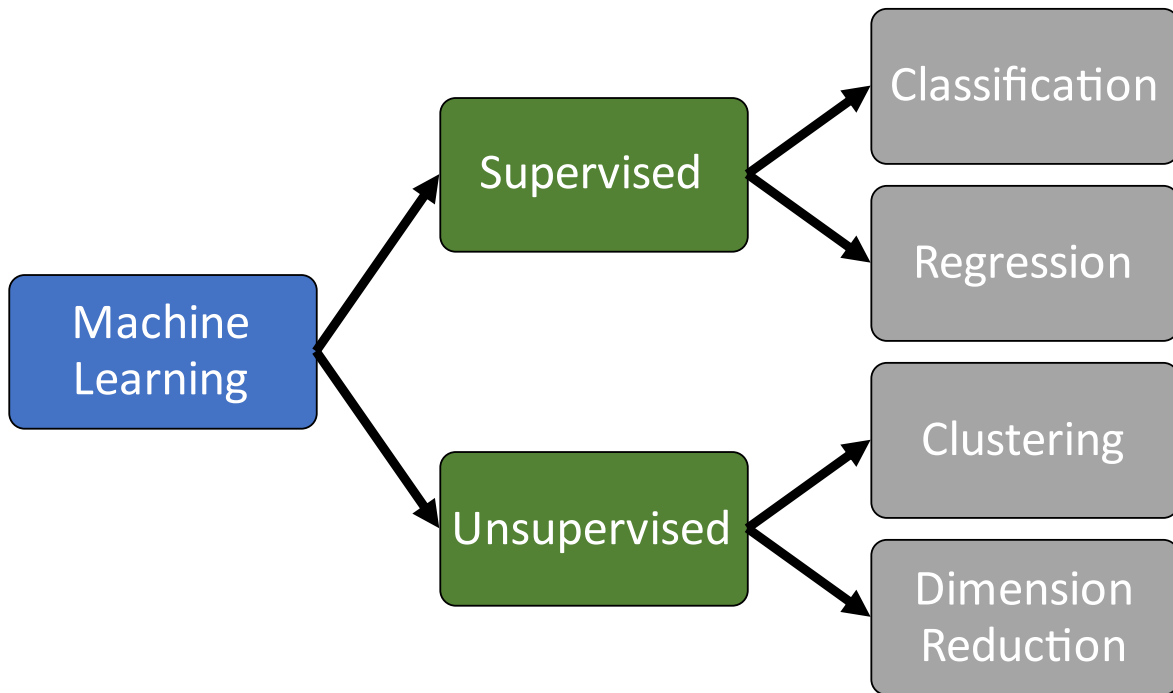 Machine
Learning
Supervised
Unsupervised
Classification
Regression
Clustering
Dimension
Reduction